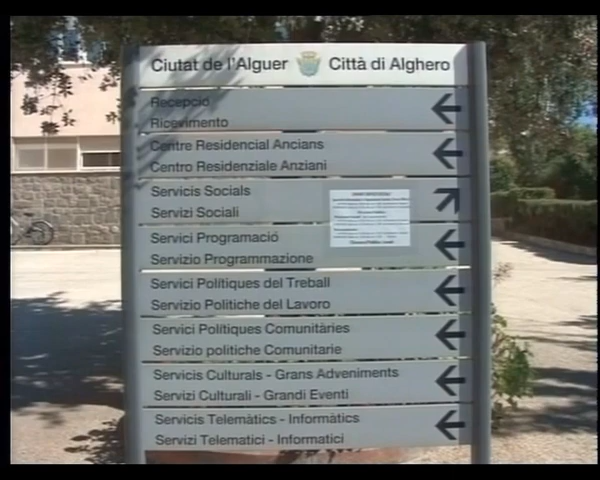 Ciutat de l'Alguer Città di Alghero
Recepció
Ricevimento
Centre Residencial Ancians
Centro Residenziale Anziani
Servicis Socials
Servizi Sociali
Servici Programació
Servizio Programmazione
Servici Polítiques del Treball
Servizio Politiche del Lavoro
Servici Polítiques Comunitàries
Servizio politiche Comunitarie
Servicis Culturals - Grans Adveniments
Servizi Culturali - Grandi Eventi
Servicis Telemàtics - Informàtics
Servizi Telematici - Informatici